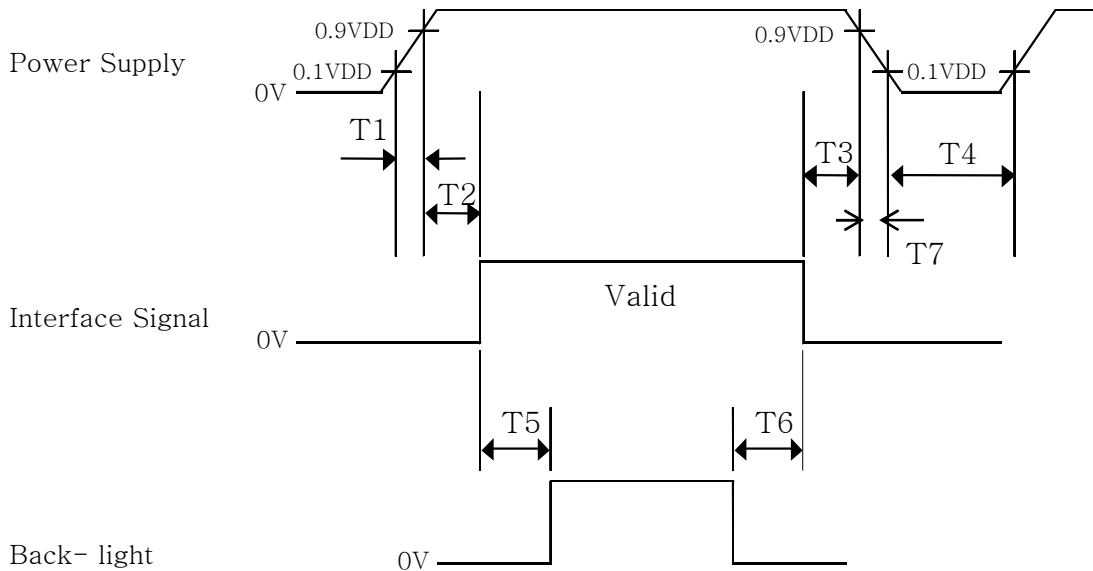 0.9VDD
0.9VDD
Power Supply
0.1VDD
0.1VDD
0V
T1
T3
T4
T2
T7
Valid
Interface Signal
0V
T5
T6
Back- light
0V